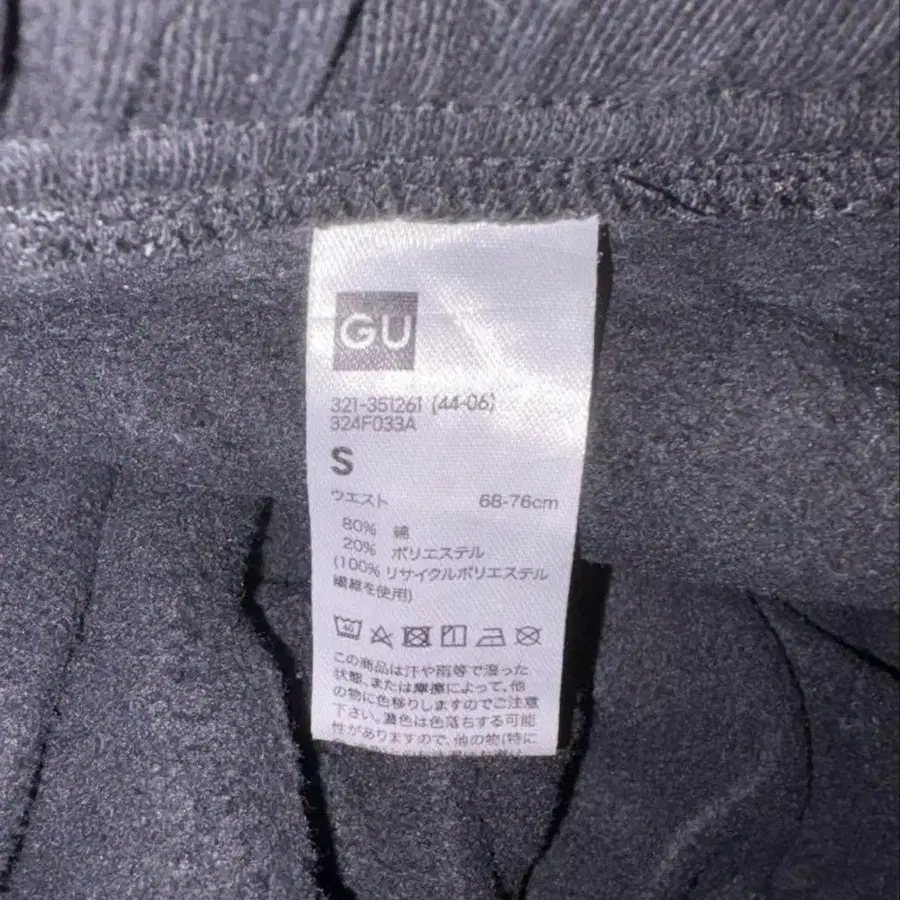 GU
321-351261 (44-06)
324F033A
S
ウエスト 68-76cm
80% 綿
20% ポリエステル
(100% リサイクルポリエステル
繊維を使用)
40
この商品は汗や雨等で湿った
状態、または摩擦によって、他
の物に色移りしますのでご注意
下さい。濃色は色落ちする可能
性がありますので、他の物(特に